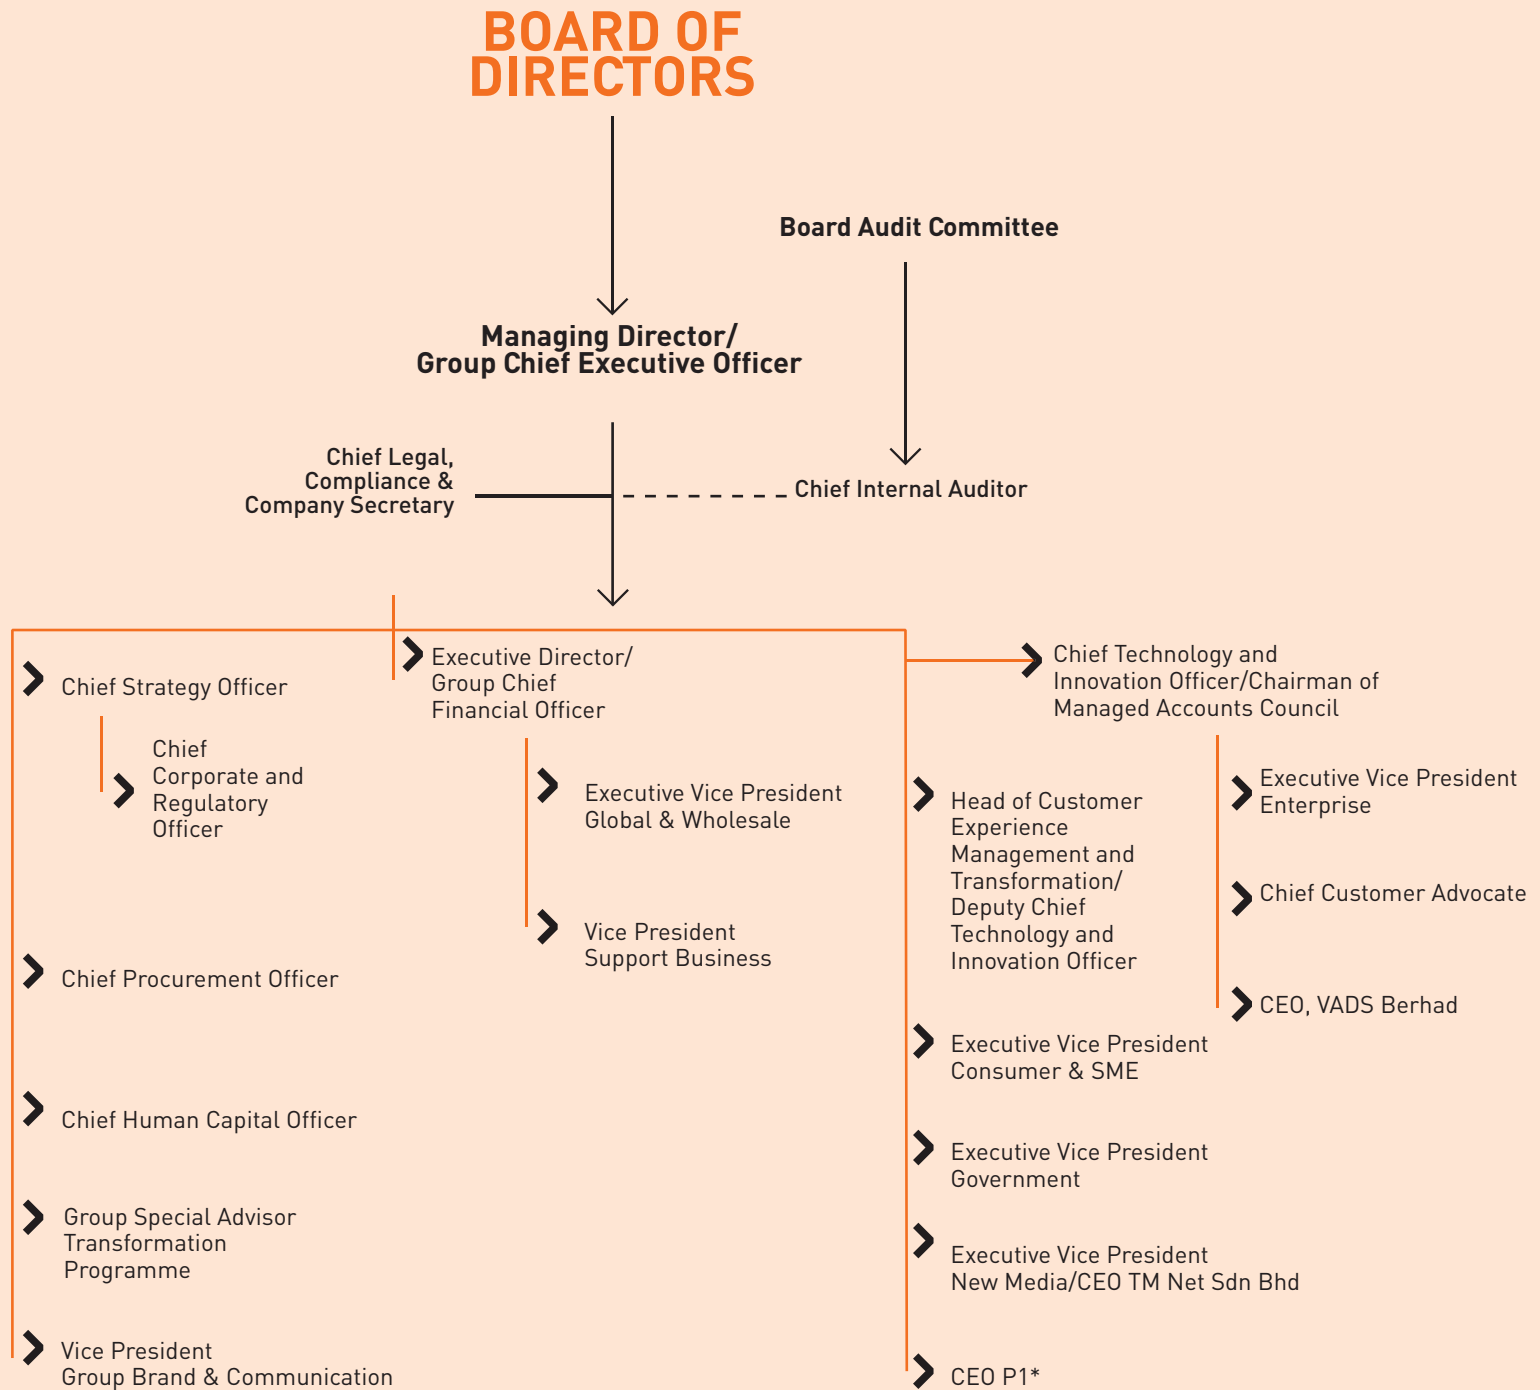 BOARD OF
DIRECTORS
Board Audit Committee
Managing Director/
Group Chief Executive Officer
Chief Legal,
Compliance &
Company Secretary
Chief Internal Auditor
Chief Strategy Officer
Chief
Corporate and
Regulatory
Officer
Chief Procurement Officer
Chief Human Capital Officer
Group Special Advisor
Transformation
Programme
Vice President
Group Brand & Communication
Executive Director/
Group Chief
Financial Officer
Executive Vice President
Global & Wholesale
Vice President
Support Business
Chief Technology and
Innovation Officer/Chairman of
Managed Accounts Council
Executive Vice President
Enterprise
Chief Customer Advocate
CEO, VADS Berhad
Head of Customer
Experience
Management and
Transformation/
Deputy Chief
Technology and
Innovation Officer
Executive Vice President
Consumer & SME
Executive Vice President
Government
Executive Vice President
New Media/CEO TM Net Sdn Bhd
CEO P1*